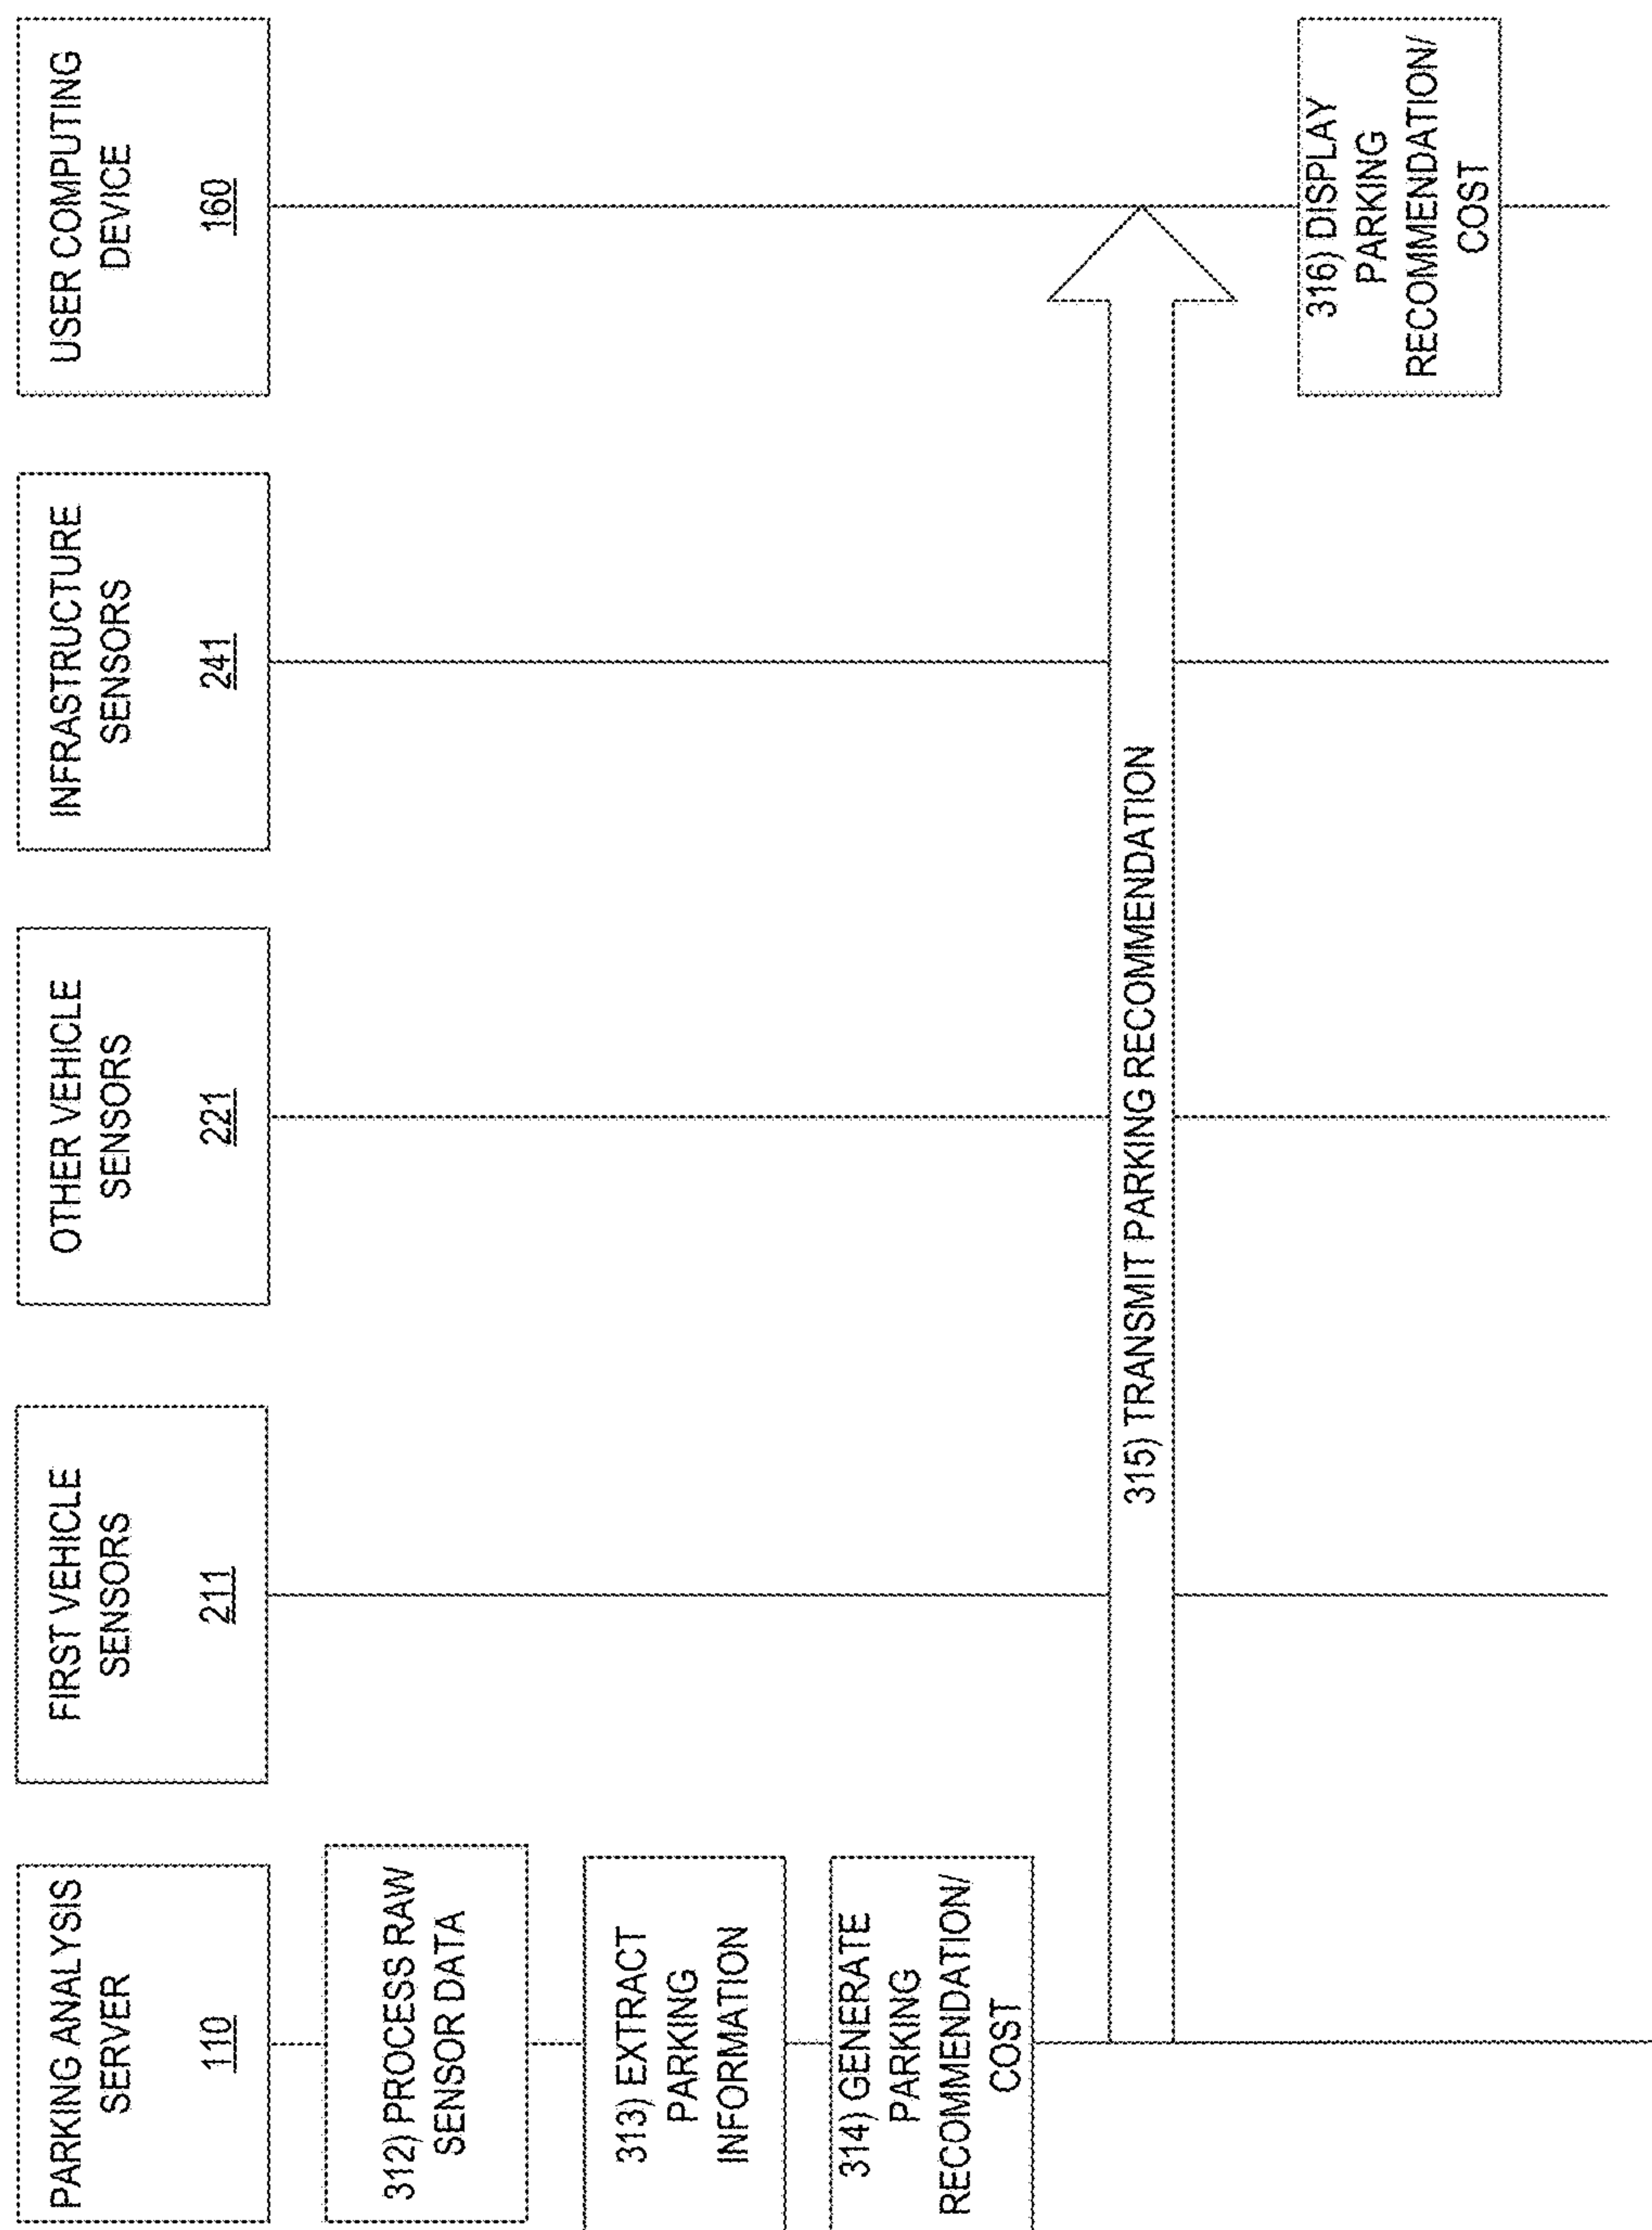 PARKING ANALYSIS
SERVER
110
FIRST VEHICLE
SENSORS
211
OTHER VEHICLE
SENSORS
221
INFRASTRUCTURE
SENSORS
241
USER COMPUTING
DEVICE
160
312) PROCESS RAW
SENSOR DATA
313) EXTRACT
PARKING
INFORMATION
314) GENERATE
PARKING
RECOMMENDATION/
COST
315) TRANSMIT PARKING RECOMMENDATION
316) DISPLAY
PARKING
RECOMMENDATION/
COST